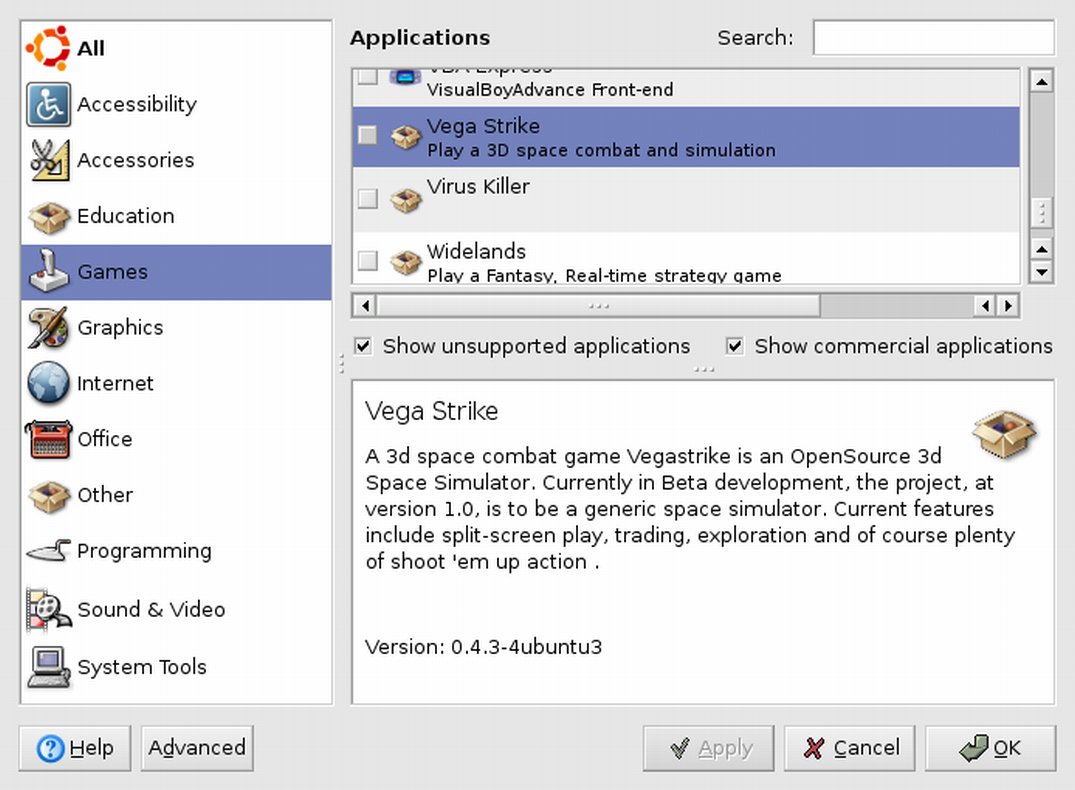 All
Accessibility
Accessories
Education
Games
Graphics
Internet
Office
Other
Programming
Sound & Video
System Tools
Applications
Search:
VBA Express
VisualBoyAdvance Front-end
Vega Strike
Play a 3D space combat and simulation
Virus Killer
Widelands
Play a Fantasy, Real-time strategy game
Show unsupported applications
Show commercial applications
Vega Strike
A 3d space combat game Vegastrike is an OpenSource 3d
Space Simulator. Currently in Beta development, the project, at
version 1.0, is to be a generic space simulator. Current features
include split-screen play, trading, exploration and of course plenty
of shoot 'em up action .
Version: 0.4.3-4ubuntu3
Help
Advanced
Apply
Cancel
OK